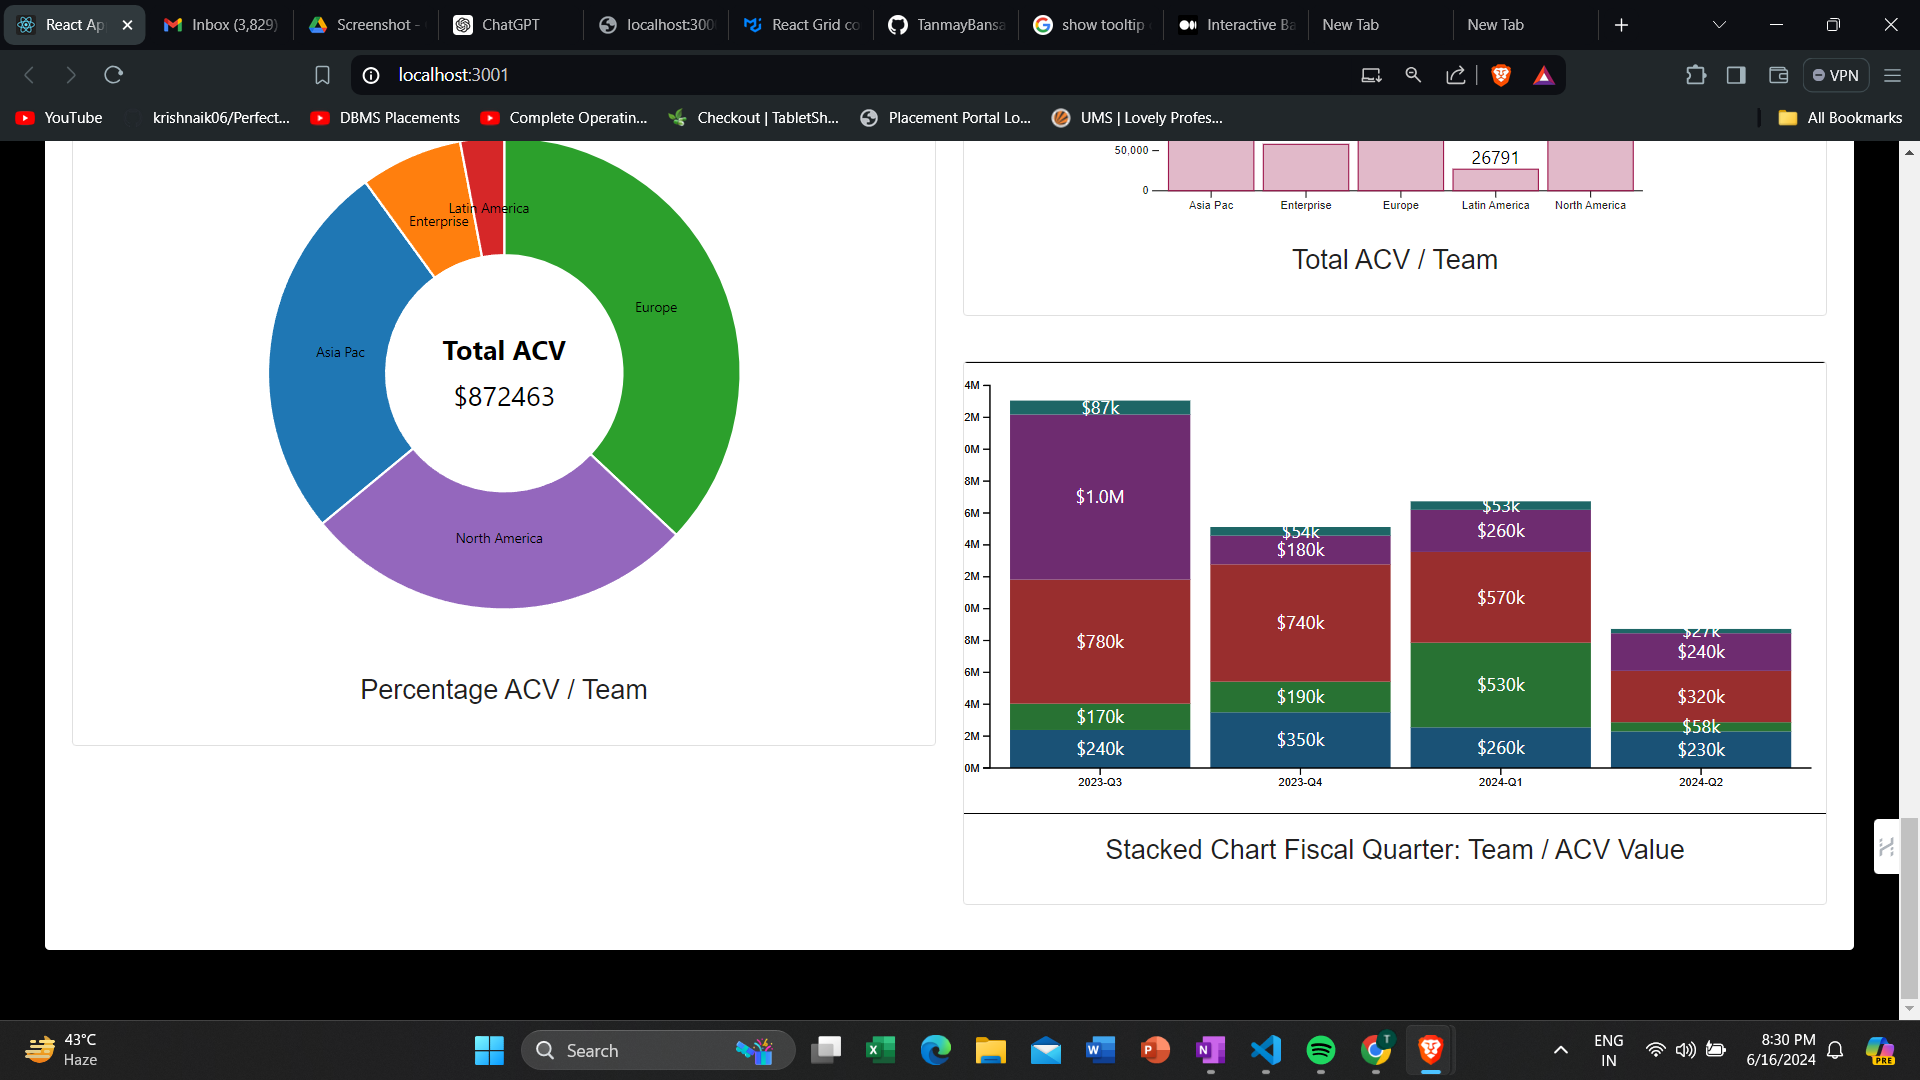 React Ap
Inbox (3,829)
Screenshot -
ChatGPT
localhost:300
React Grid co
TanmayBansa
show tooltip
Interactive Ba
New Tab
New Tab
localhost:3001
VPN
YouTube
krishnaik06/Perfect...
DBMS Placements
Complete Operatin...
Checkout | TabletSh...
Placement Portal Lo...
UMS | Lovely Profes...
All Bookmarks
Latin America
Enterprise
Europe
Asia Pac
Total ACV
$872463
North America
Percentage ACV / Team
50,000
26791
0
Asia Pac
Enterprise
Europe
Latin America
North America
Total ACV / Team
4M
2M
0M
8M
6M
4M
2M
0M
8M
6M
4M
2M
0M
$87k
$1.0M
$780k
$170k
$240k
$54k
$180k
$740k
$190k
$350k
$53k
$260k
$570k
$530k
$260k
$27k
$240k
$320k
$58k
$230k
2023-Q3
2023-Q4
2024-Q1
2024-Q2
Stacked Chart Fiscal Quarter: Team / ACV Value
43°C
Haze
Search
T
PRE
ENG
IN
8:30 PM
6/16/2024